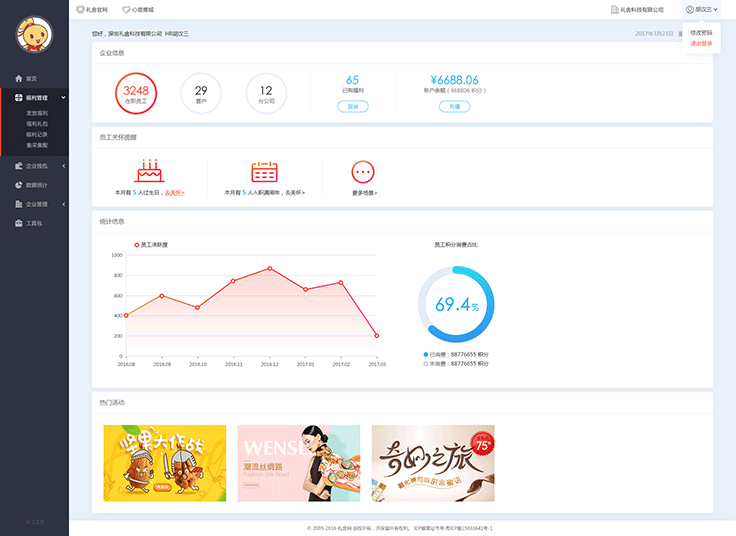 礼舍官网
心意商城
礼舍科技有限公司
胡汉三
修改密码
退出登录
首页
福利管理
发放福利
福利礼包
福利记录
集采集配
企业钱包
数据统计
企业管理
工具包
V 2.2.0
您好，深圳礼舍科技有限公司 HR胡汉三
2017年3月23日
企业信息
3248
在职员工
29
客户
12
分公司
65
已购福利
发放
¥6688.06
账户余额（668806 积分）
充值
员工关怀提醒
本月有 5 人过生日，去关怀>
本月有 5 人入职满周年，去关怀>
更多场景>
统计信息
员工活跃度
1000
800
600
400
200
0
2016.08
2016.09
2016.10
2016.11
2016.12
2017.01
2017.02
2017.03
员工积分消费占比
69.4%
已消费：88776655 积分
未消费：88776655 积分
热门活动
坚果大作战
WENSL
潮流丝绸路
Fashion Silk Road
奇妙之旅
75
© 2005-2016 礼舍网 版权所有，并保留所有权利。 ICP备案证书号:粤ICP备15033641号-1